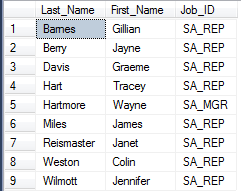 Last_Name First_Name Job_ID
1 Barnes Gillian SA_REP
2 Berry Jayne SA_REP
3 Davis Graeme SA_REP
4 Hart Tracey SA_REP
5 Hartmore Wayne SA_MGR
6 Miles James SA_REP
7 Reismaster Janet SA_REP
8 Weston Colin SA_REP
9 Wilmott Jennifer SA_REP